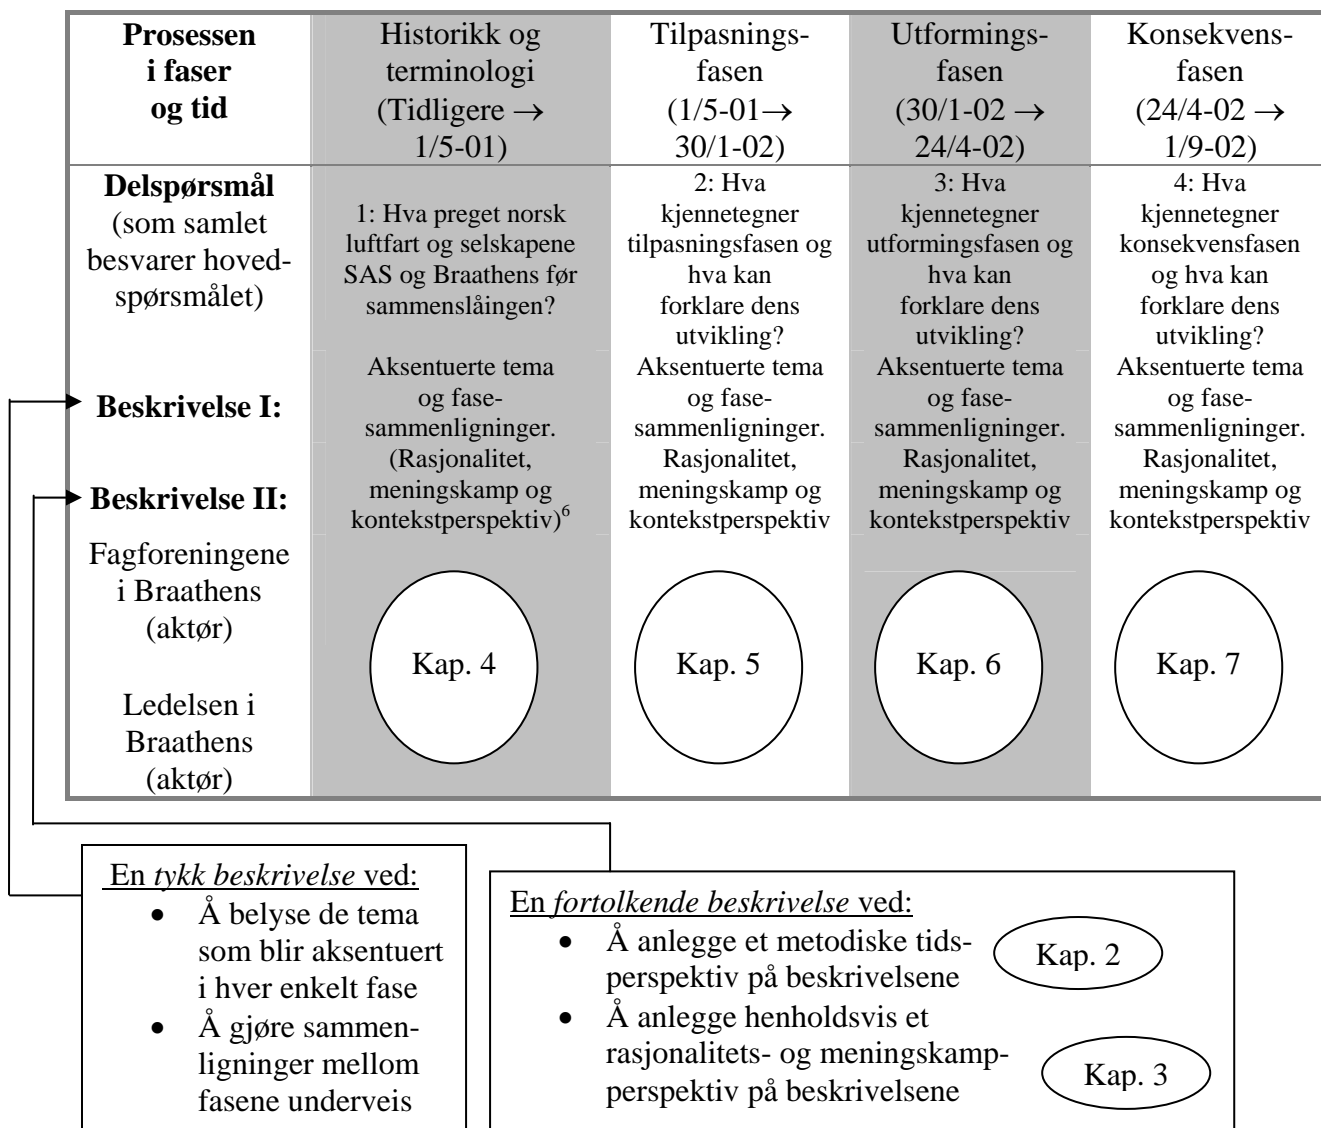 Prosessen
i faser
og tid
Historikk og
terminologi
(Tidligere →
1/5-01)
Tilpasnings-
fasen
(1/5-01→
30/1-02)
Utformings-
fasen
(30/1-02 →
24/4-02)
Konsekvens-
fasen
(24/4-02 →
1/9-02)
Delspørsmål
(som samlet
besvarer hoved-
spørsmålet)
1: Hva preget norsk
luftfart og selskapene
SAS og Braathens før
sammenslåingen?
2: Hva
kjennetegner
tilpasningsfasen og
hva kan
forklare dens
utvikling?
3: Hva
kjennetegner
utformingsfasen og
hva kan
forklare dens
utvikling?
4: Hva
kjennetegner
konsekvensfasen
og hva kan
forklare dens
utvikling?
Beskrivelse I:
Aksentuerte tema
og fase-
sammenligninger.
Aksentuerte tema
og fase-
sammenligninger.
Aksentuerte tema
og fase-
sammenligninger.
Aksentuerte tema
og fase-
sammenligninger.
Beskrivelse II:
(Rasjonalitet,
meningskamp og
kontekstperspektiv)6
Rasjonalitet,
meningskamp og
kontekstperspektiv
Rasjonalitet,
meningskamp og
kontekstperspektiv
Rasjonalitet,
meningskamp og
kontekstperspektiv
Fagforeningene
i Braathens
(aktør)
Ledelsen i
Braathens
(aktør)
Kap. 4
Kap. 5
Kap. 6
Kap. 7
En tykk beskrivelse ved:
• Å belyse de tema
som blir aksentuert
i hver enkelt fase
• Å gjøre sammen-
ligninger mellom
fasene underveis
En fortolkende beskrivelse ved:
• Å anlegge et metodiske tids-
perspektiv på beskrivelsene
Kap. 2
• Å anlegge henholdsvis et
rasjonalitets- og meningskamp-
perspektiv på beskrivelsene
Kap. 3